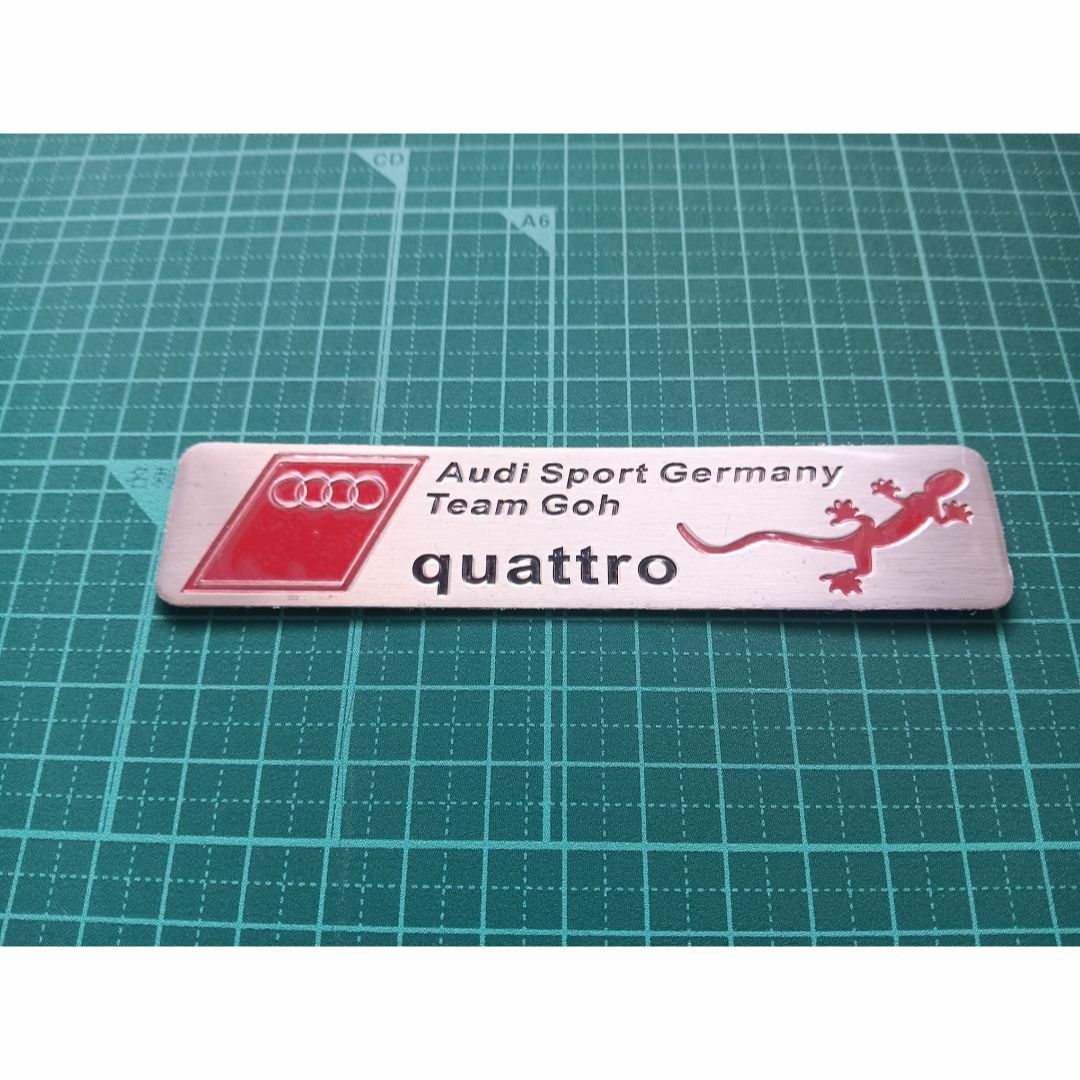 CD
A6
Audi Sport Germany
Team Goh
quattro